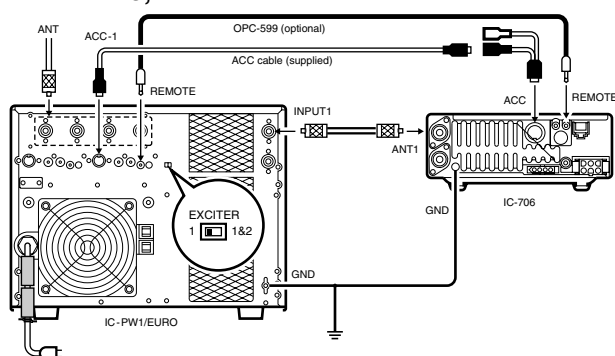 ANT
ACC-1
OPC-599 (optional)
ACC cable (supplied)
REMOTE
INPUT1
ACC
REMOTE
ANT1
GND
IC-706
EXCITER
1 1&2
GND
IC-PW1/EURO